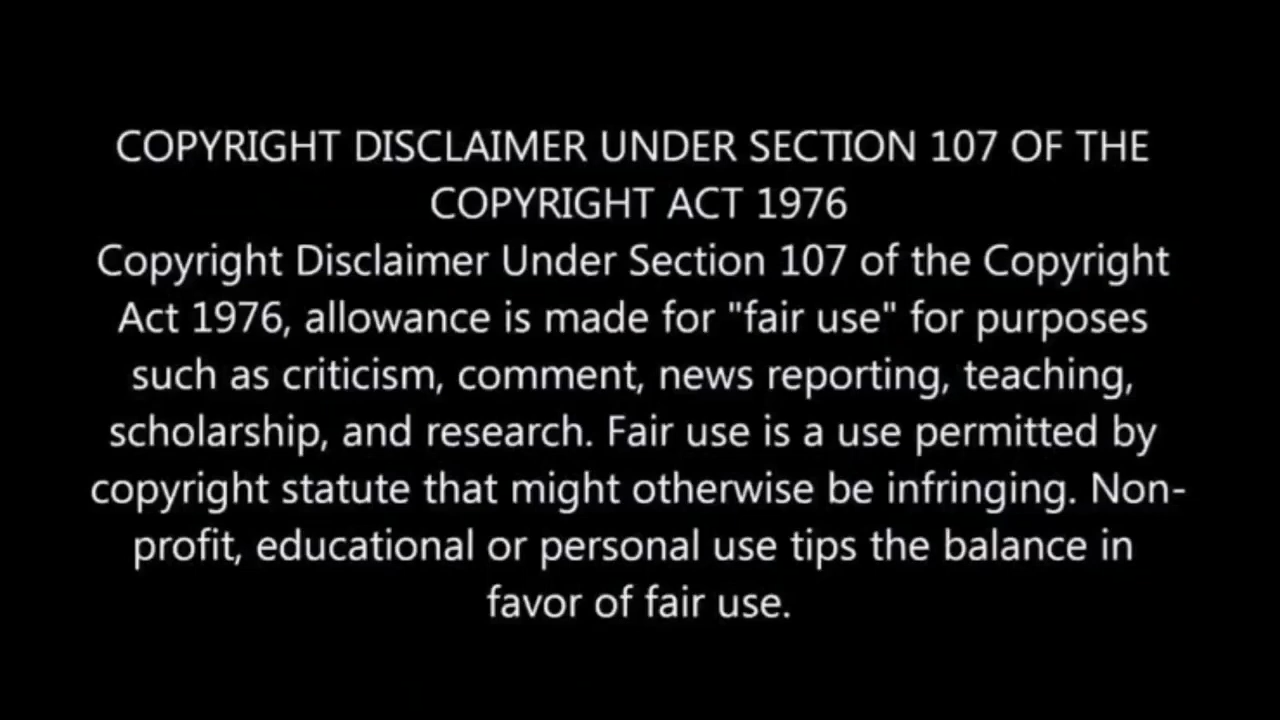 COPYRIGHT DISCLAIMER UNDER SECTION 107 OF THE
COPYRIGHT ACT 1976
Copyright Disclaimer Under Section 107 of the Copyright
Act 1976, allowance is made for "fair use" for purposes
such as criticism, comment, news reporting, teaching,
scholarship, and research. Fair use is a use permitted by
copyright statute that might otherwise be infringing. Non-
profit, educational or personal use tips the balance in
favor of fair use.